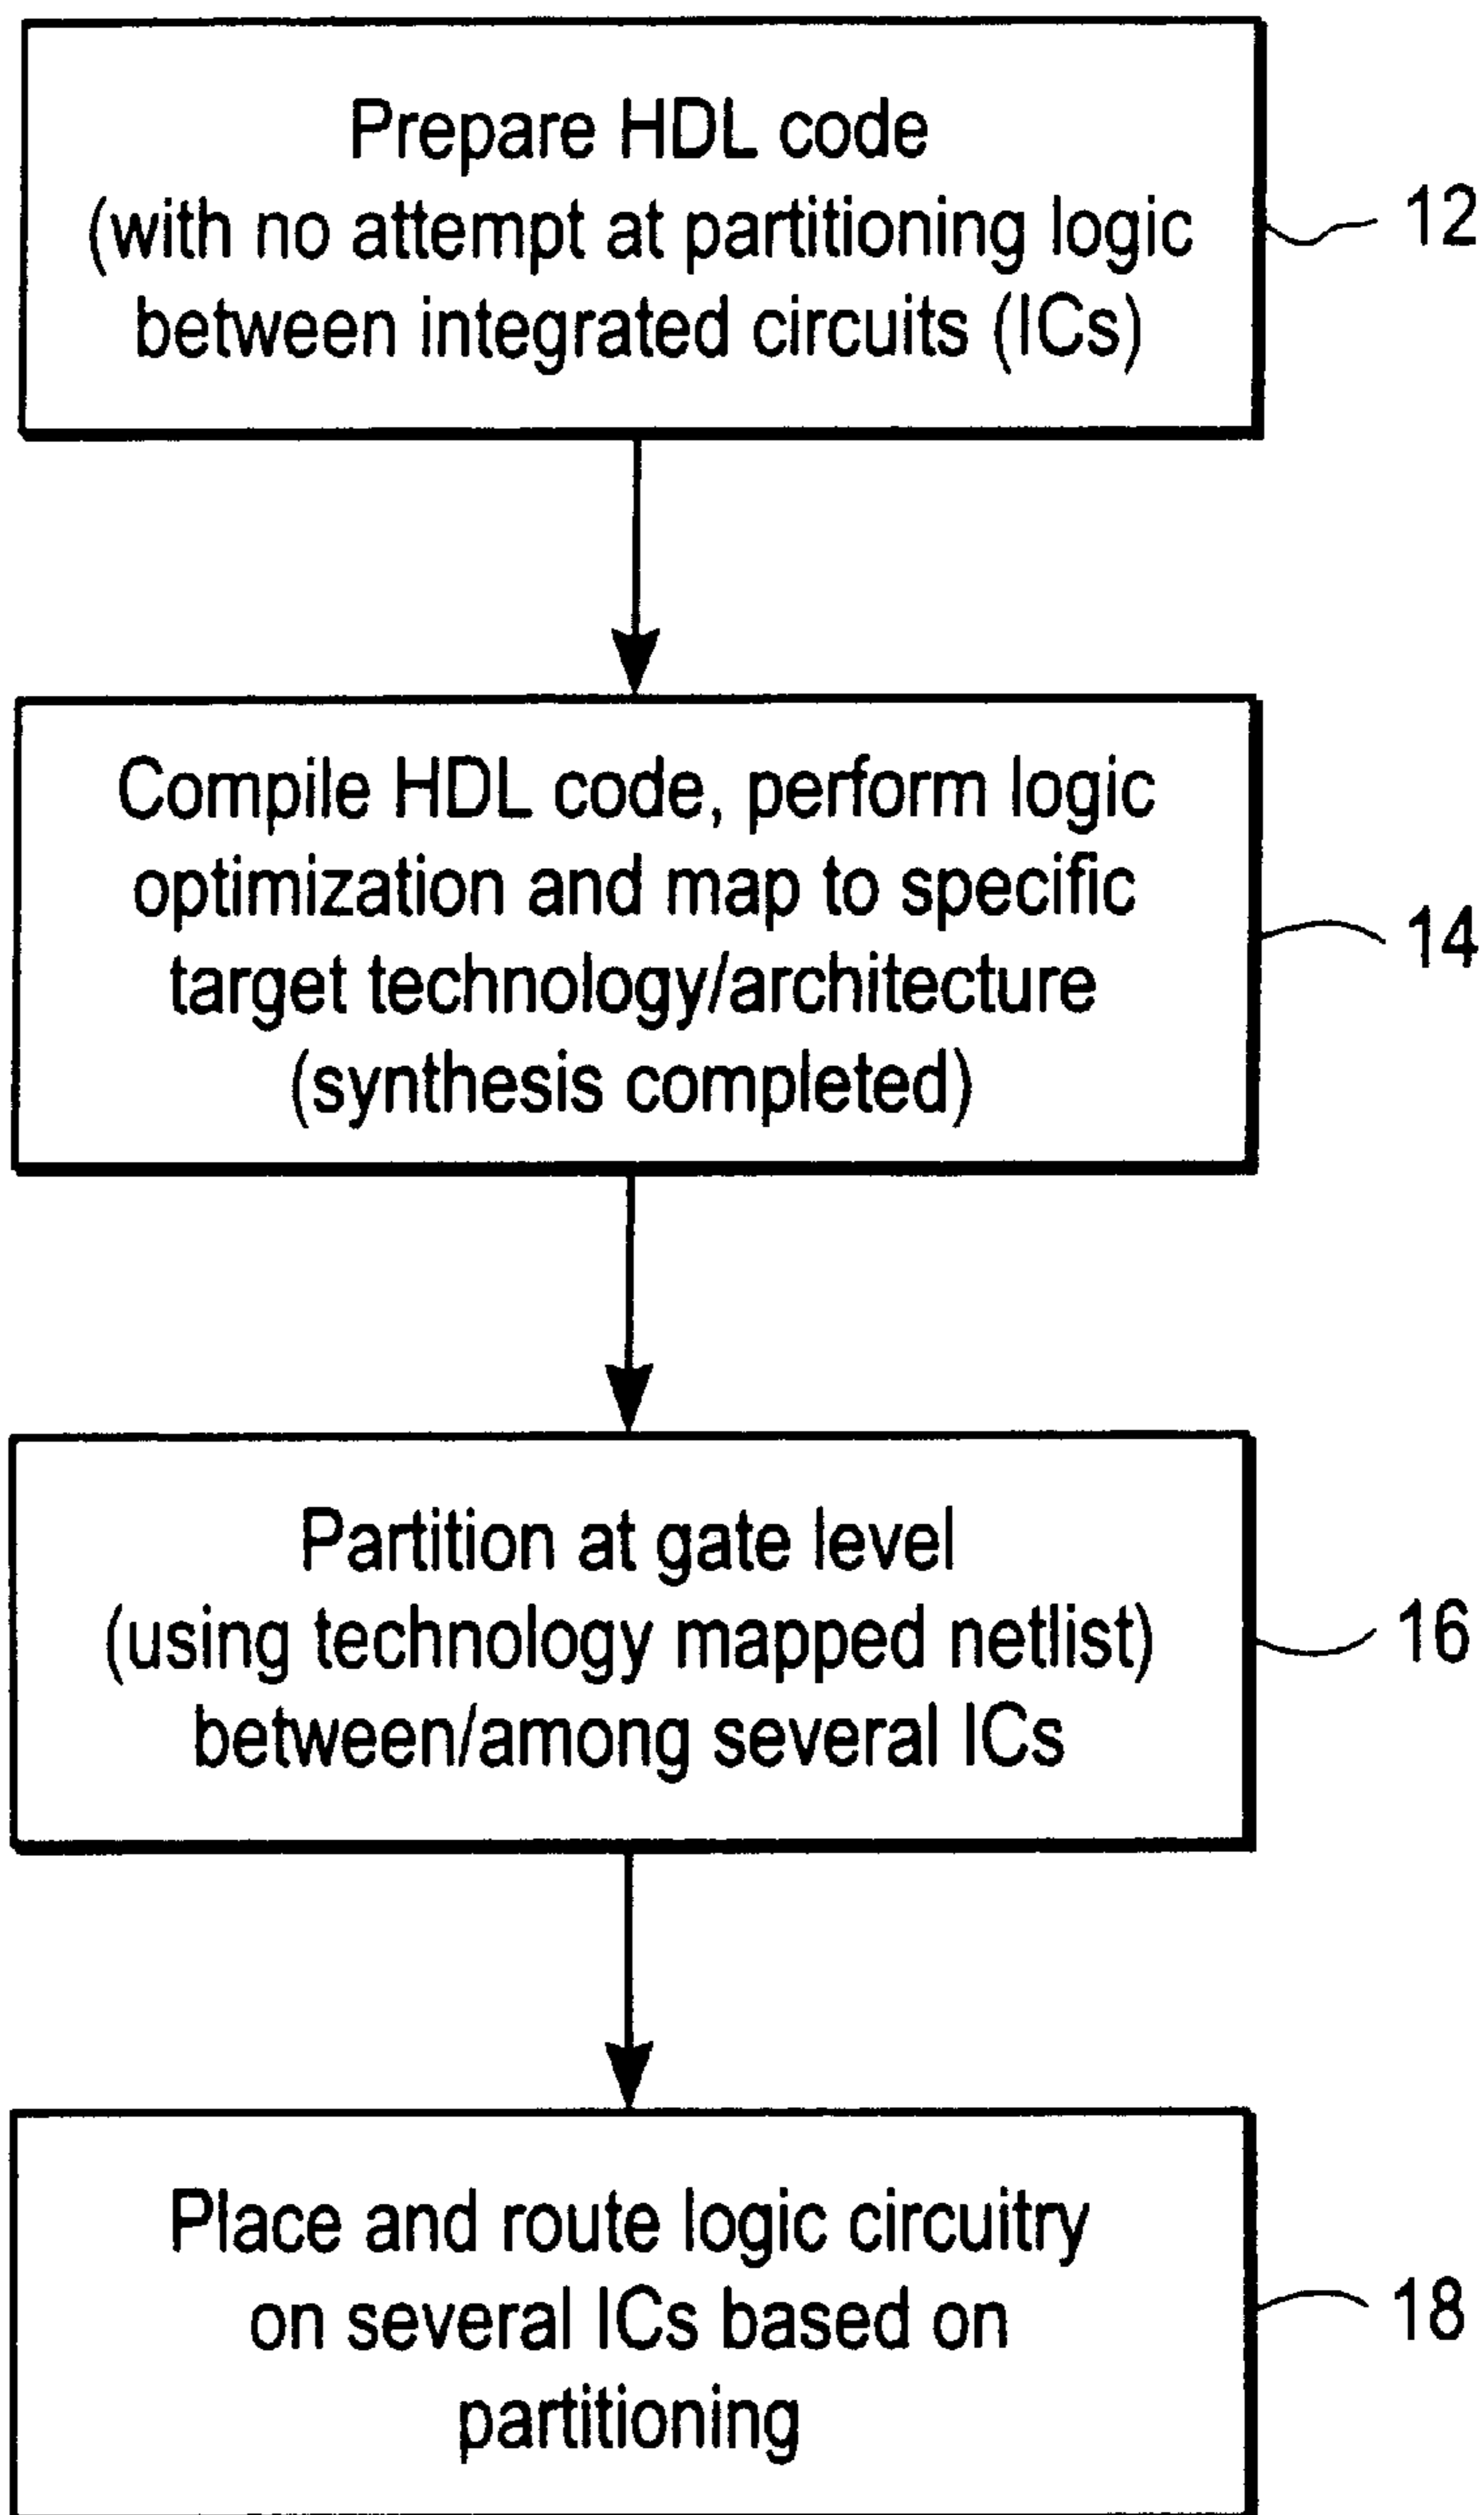 Prepare HDL code
(with no attempt at partitioning logic
between integrated circuits (ICs)
12
Compile HDL code, perform logic
optimization and map to specific
target technology/architecture
(synthesis completed)
14
Partition at gate level
(using technology mapped netlist)
between/among several ICs
16
Place and route logic circuitry
on several ICs based on
partitioning
18